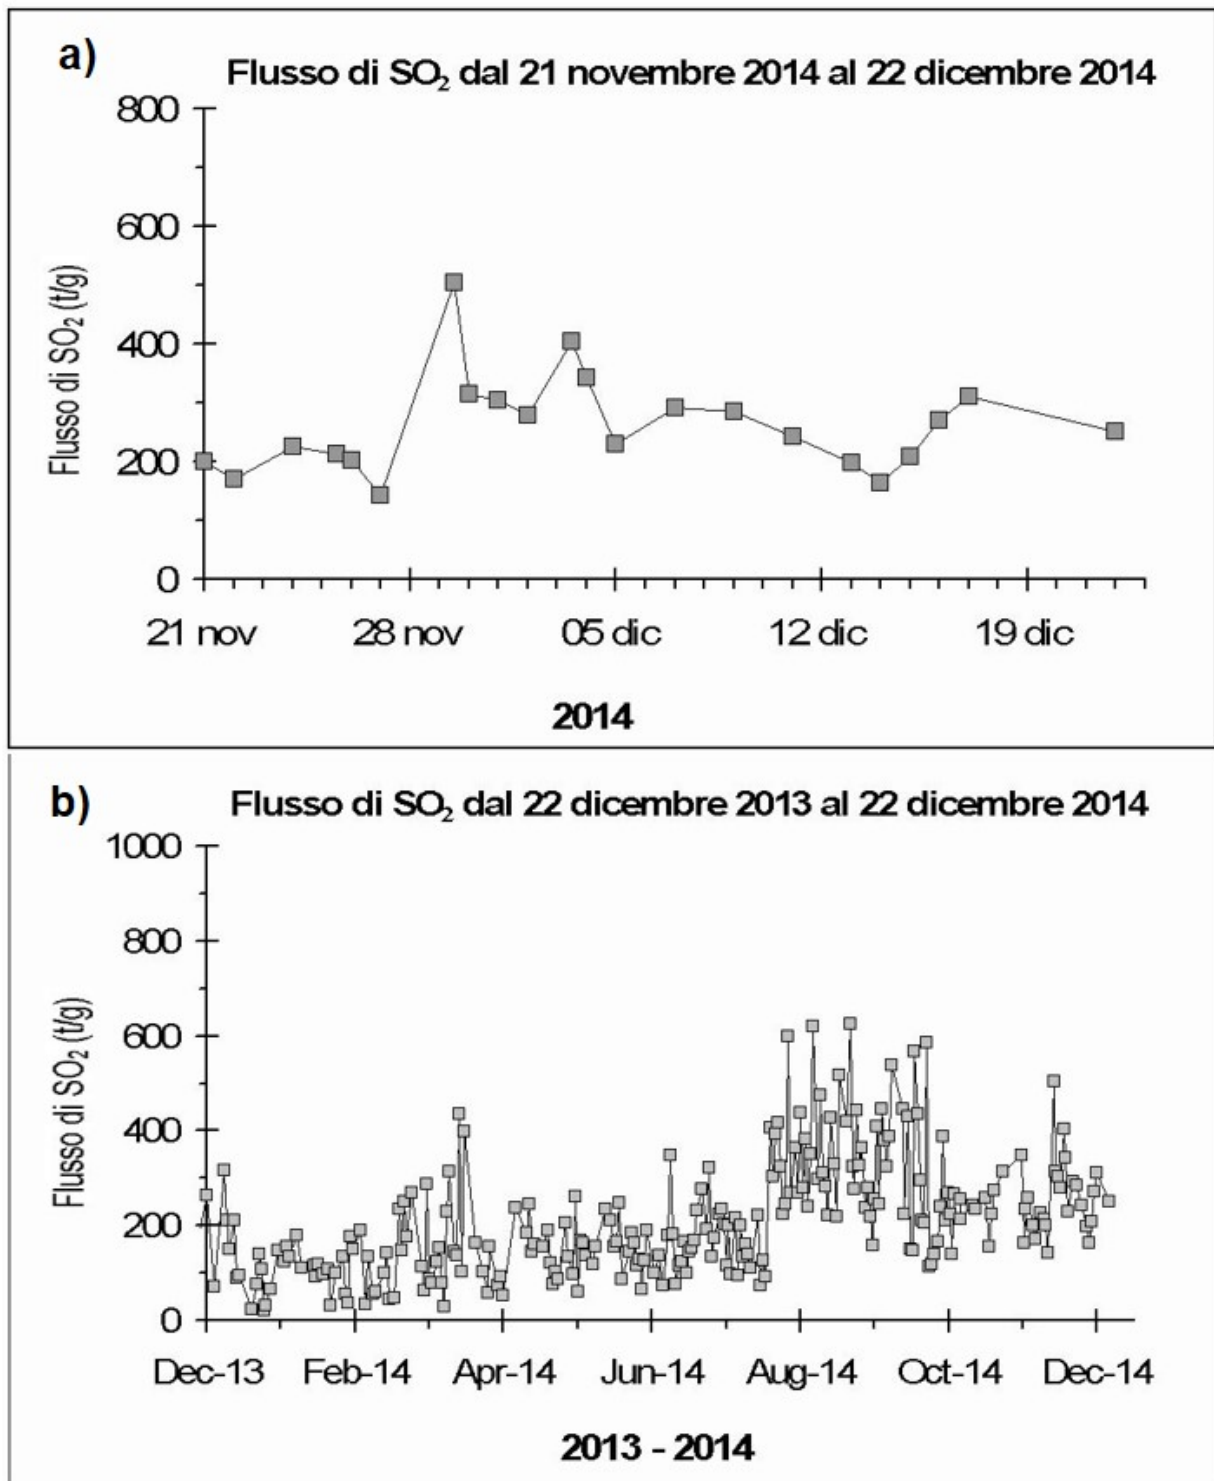 a)
Flusso di SO₂ dal 21 novembre 2014 al 22 dicembre 2014
800
600
400
200
0
Flusso di SO₂ (t/g)
21 nov 28 nov 05 dic 12 dic 19 dic
2014
b)
Flusso di SO₂ dal 22 dicembre 2013 al 22 dicembre 2014
1000
800
600
400
200
0
Flusso di SO₂ (t/g)
Dec-13 Feb-14 Apr-14 Jun-14 Aug-14 Oct-14 Dec-14
2013 - 2014